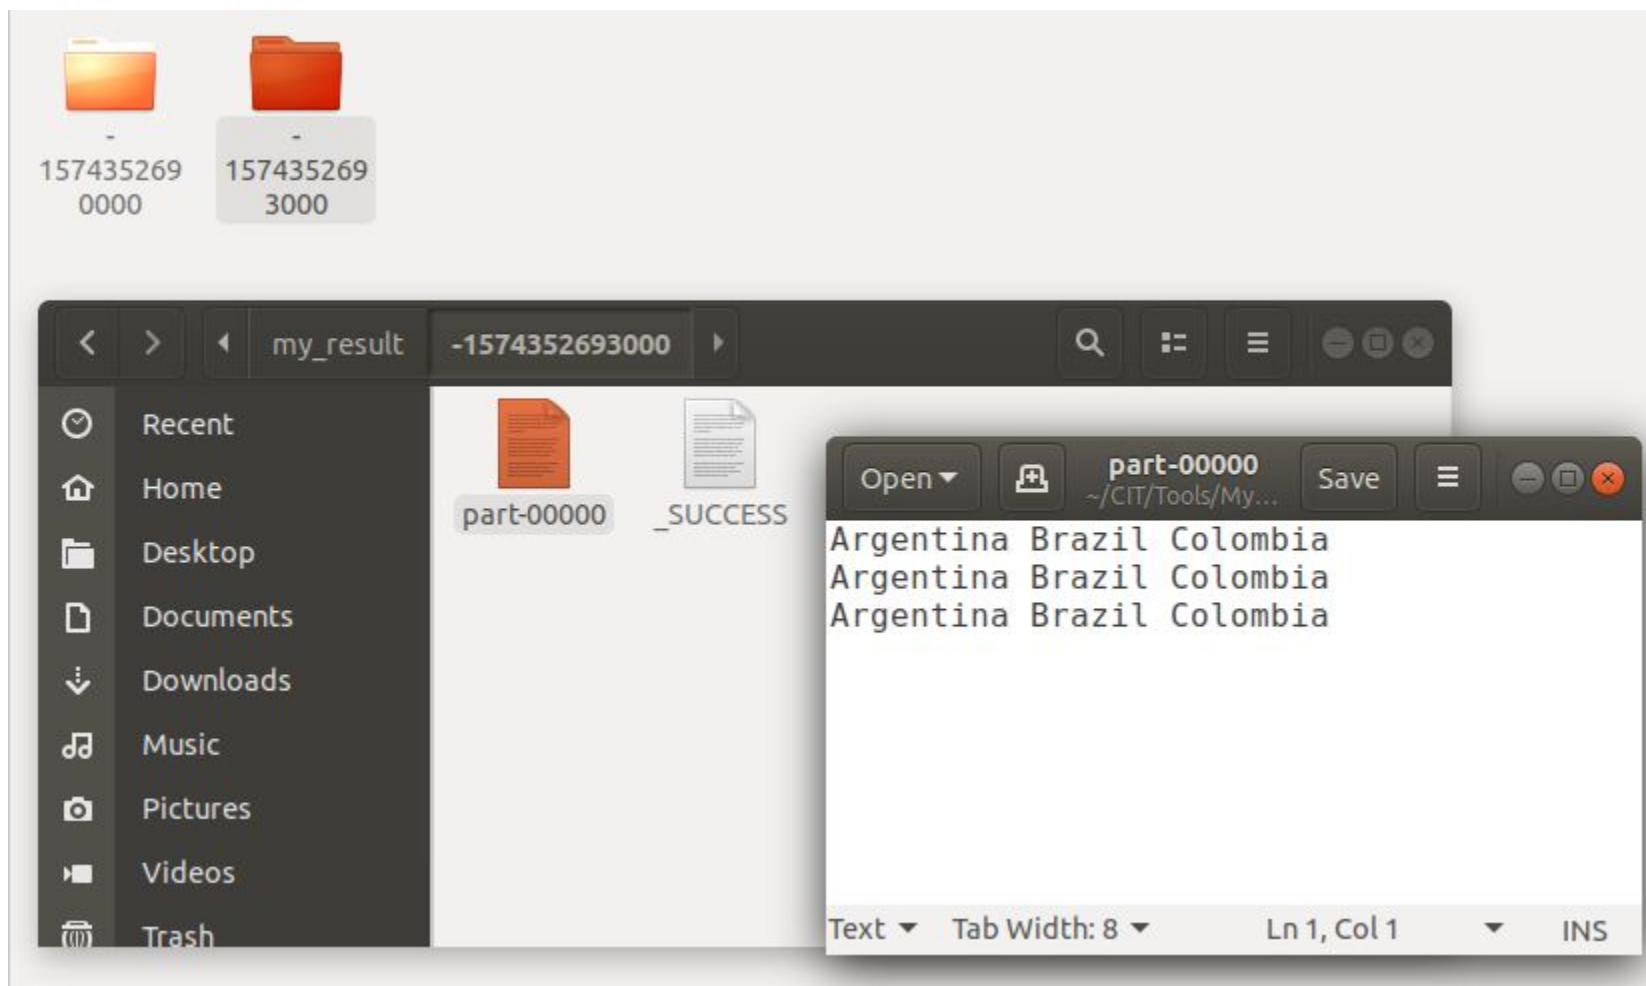 -
157435269
0000
-
157435269
3000
my_result
-1574352693000
Recent
Home
Desktop
Documents
Downloads
Music
Pictures
Videos
Trash
part-00000
_SUCCESS
Open
part-00000
~/CIT/Tools/My...
Save
Argentina Brazil Colombia
Argentina Brazil Colombia
Argentina Brazil Colombia
Text Tab Width: 8 Ln 1, Col 1 INS